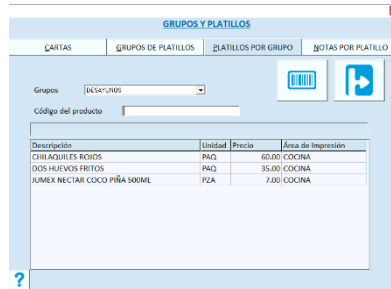 GRUPOS Y PLATILLOS
CARTAS GRUPOS DE PLATILLOS PLATILLOS POR GRUPO NOTAS POR PLATILLO
Grupos DESAYUNOS
Código del producto
Descripción Unidad Precio Área de Impresión
CHILAQUILES ROJOS PAQ 60.00 COCINA
DOS HUEVOS FRITOS PAQ 35.00 COCINA
JUMEX NECTAR COCO PIÑA 500ML PZA 7.00 COCINA
?